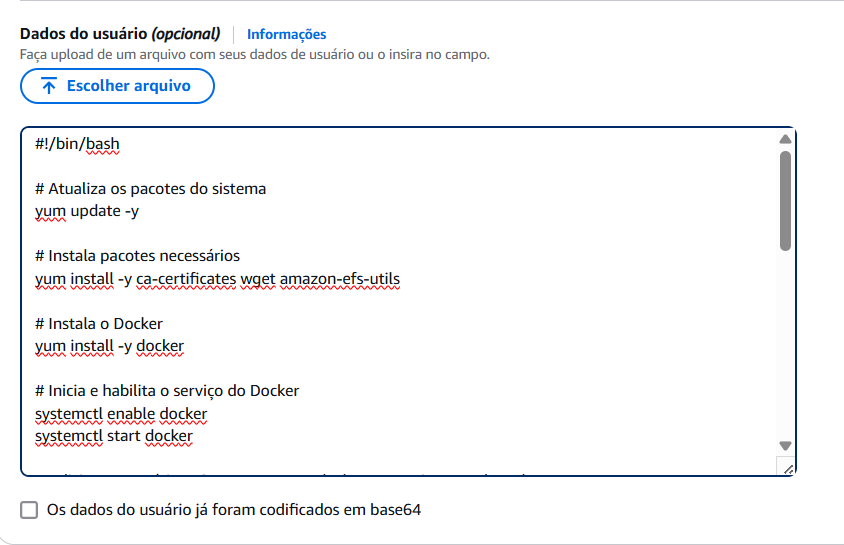 Dados do usuário (opcional) Informações
Faça upload de um arquivo com seus dados de usuário ou o insira no campo.
Escolher arquivo
#!/bin/bash
# Atualiza os pacotes do sistema
yum update -y
# Instala pacotes necessários
yum install -y ca-certificates wget amazon-efs-utils
# Instala o Docker
yum install -y docker
# Inicia e habilita o serviço do Docker
systemctl enable docker
systemctl start docker
Os dados do usuário já foram codificados em base64